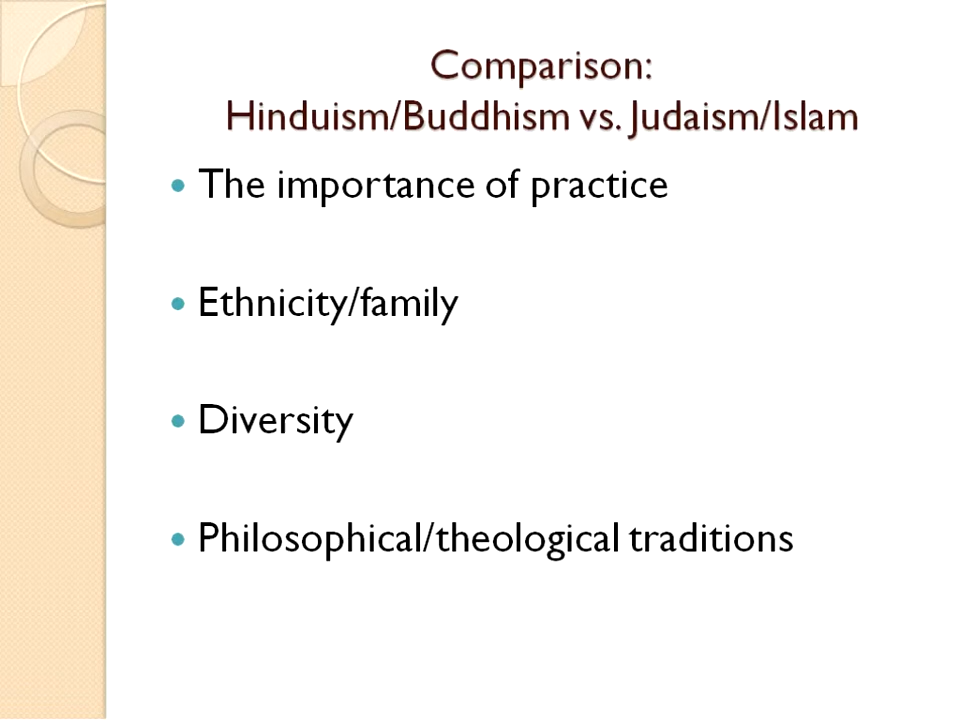 Comparison:
Hinduism/Buddhism vs. Judaism/Islam
• The importance of practice
• Ethnicity/family
• Diversity
• Philosophical/theological traditions